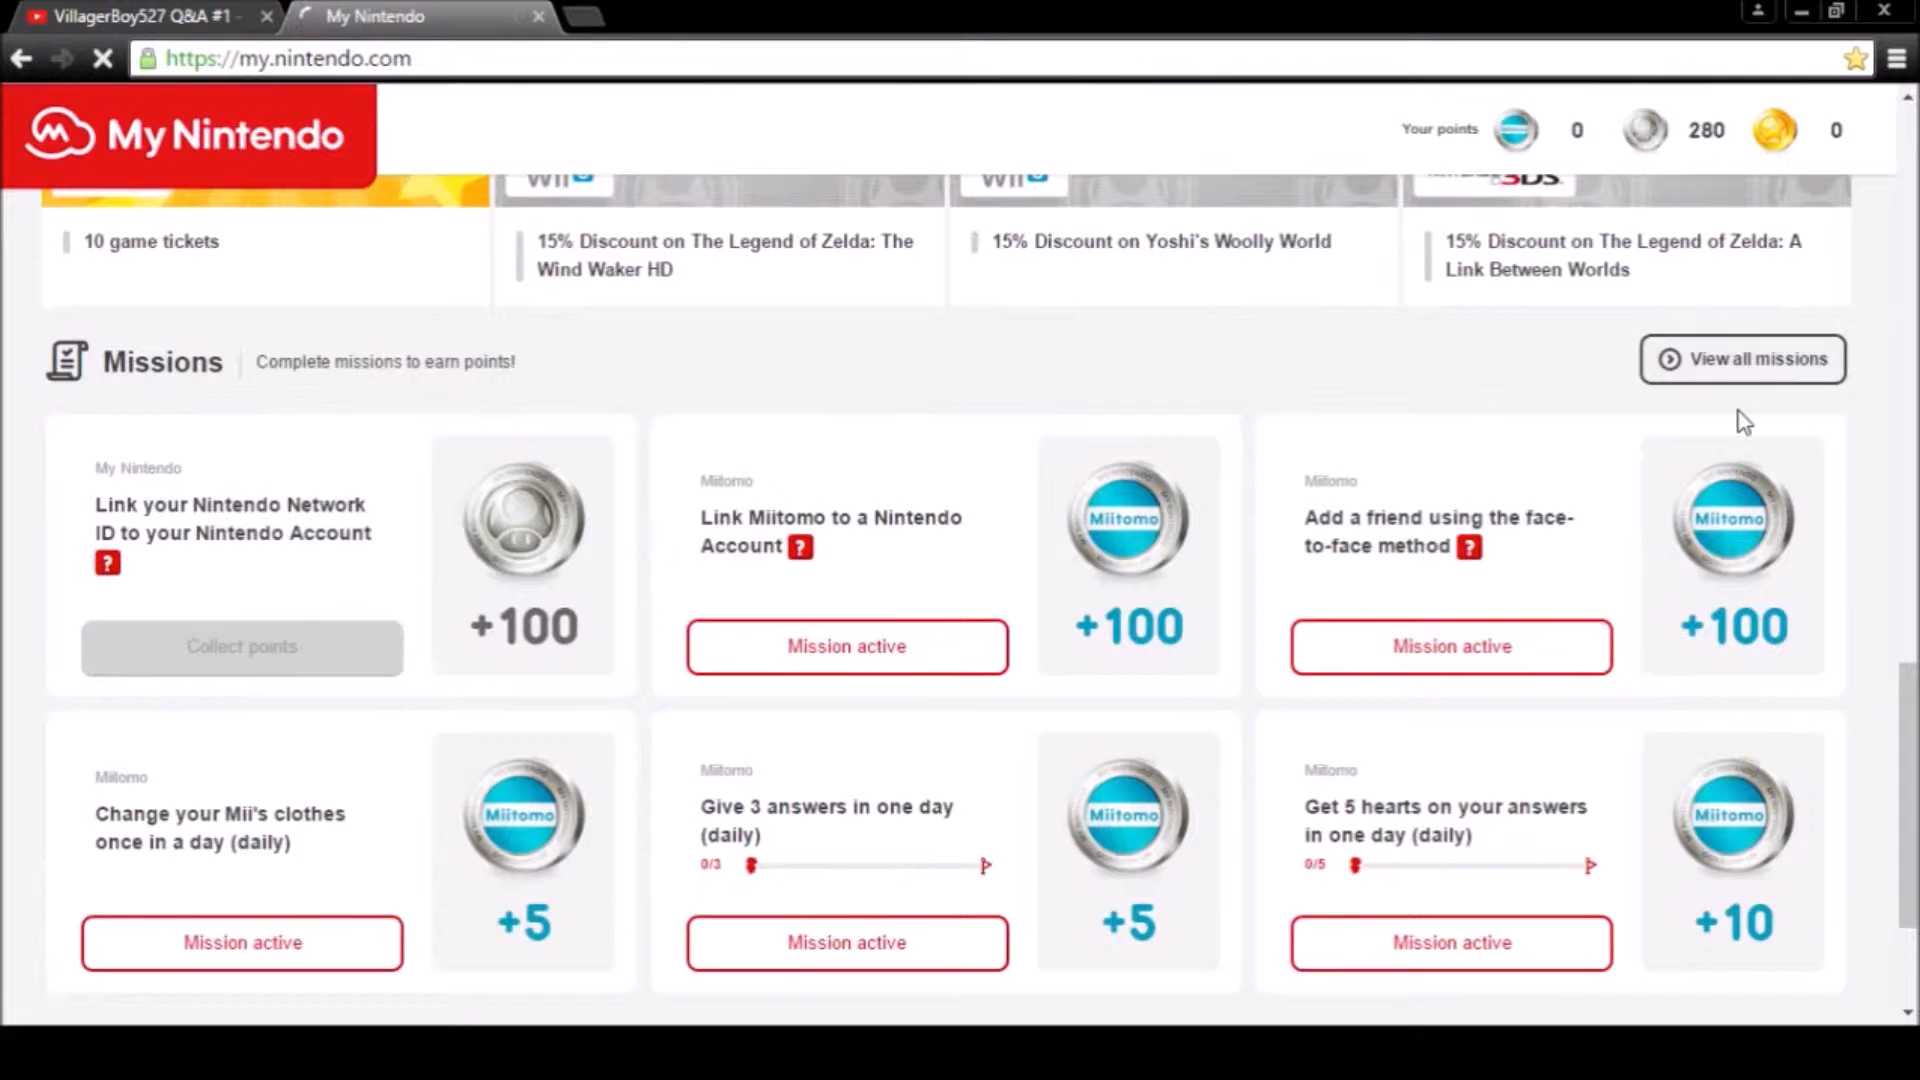 VillagerBoy527 Q&A #1 -
My Nintendo
https://my.nintendo.com
My Nintendo
Your points 0 280 0
Wii U Wii U NINTENDO 3DS
10 game tickets
15% Discount on The Legend of Zelda: The
Wind Waker HD
15% Discount on Yoshi's Woolly World
15% Discount on The Legend of Zelda: A
Link Between Worlds
Missions
Complete missions to earn points!
View all missions
My Nintendo
Link your Nintendo Network
ID to your Nintendo Account
?
Collect points
+100
Miitomo
Link Miitomo to a Nintendo
Account ?
Mission active
Miitomo
+100
Miitomo
Add a friend using the face-
to-face method ?
Mission active
Miitomo
+100
Miitomo
Change your Mii's clothes
once in a day (daily)
Mission active
Miitomo
+5
Miitomo
Give 3 answers in one day
(daily)
0/3
Mission active
Miitomo
+5
Miitomo
Get 5 hearts on your answers
in one day (daily)
0/5
Mission active
Miitomo
+10